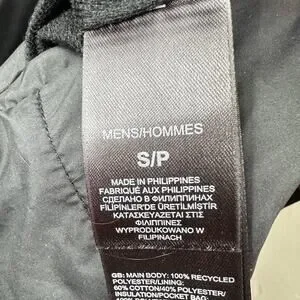 MENS/HOMMES
S/P
MADE IN PHILIPPINES
FABRIQUÉ AUX PHILIPPINES
СДЕЛАНО В ФИЛИППИНАХ
FİLİPİNLER'DE ÜRETİLMİŞTİR
ΚΑΤΑΣΚΕΥΑΖΕΤΑΙ ΣΤΙΣ
ΦΙΛΙΠΠΙΝΕΣ
WYPRODUKOWANO W
FILIPINACH
GB: MAIN BODY: 100% RECYCLED
POLYESTER/LINING:
60% COTTON/40% POLYESTER/
INSULATION/POCKET BAG: